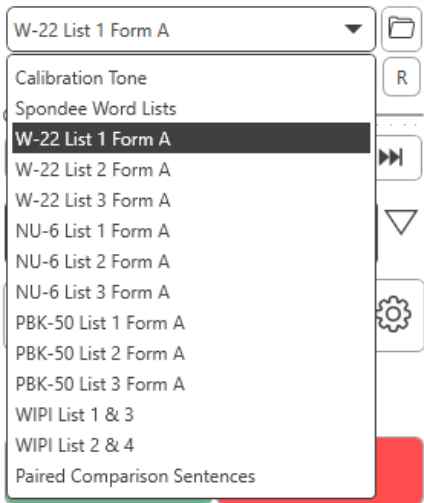 W-22 List 1 Form A
Calibration Tone
R
Spondee Word Lists
W-22 List 1 Form A
W-22 List 2 Form A
W-22 List 3 Form A
NU-6 List 1 Form A
NU-6 List 2 Form A
NU-6 List 3 Form A
PBK-50 List 1 Form A
PBK-50 List 2 Form A
PBK-50 List 3 Form A
WIPI List 1 & 3
WIPI List 2 & 4
Paired Comparison Sentences